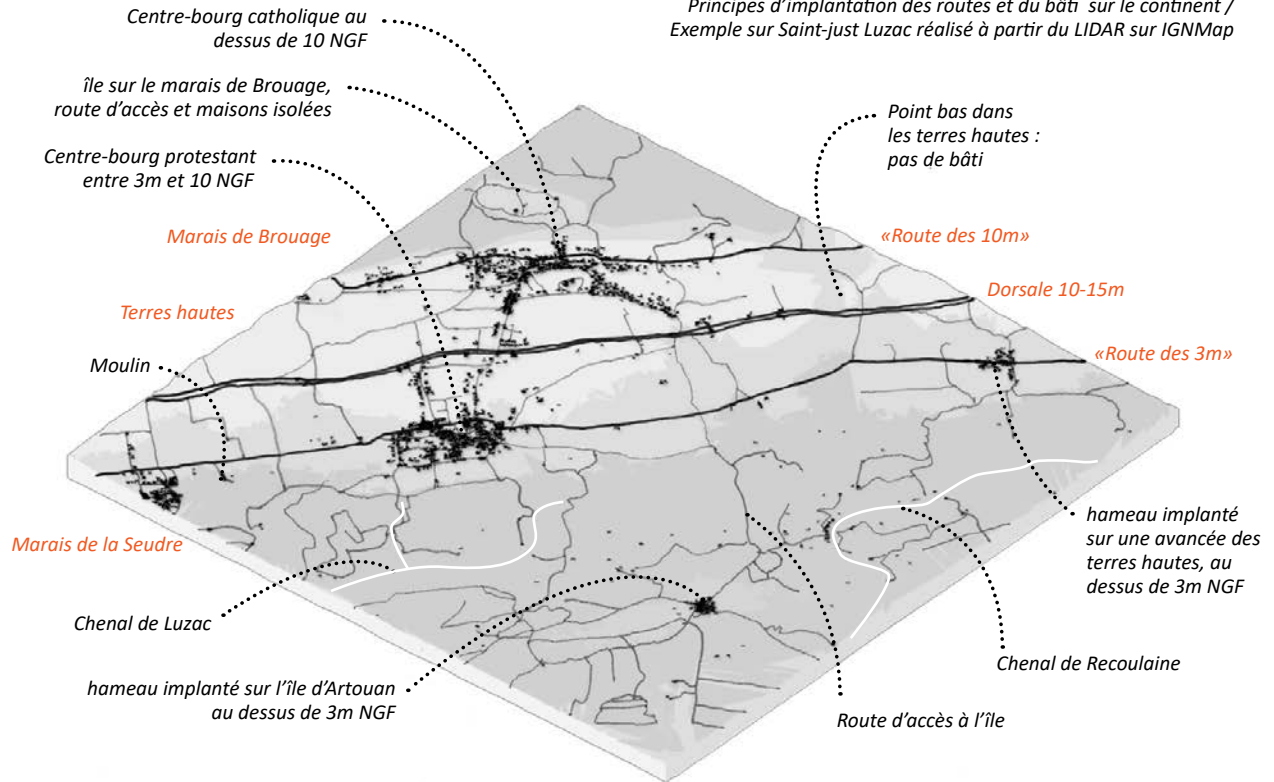 Principes d'implantation des routes et du bâti sur le continent /
Exemple sur Saint-just Luzac réalisé à partir du LIDAR sur IGNMap
Centre-bourg catholique au
dessus de 10 NGF
île sur le marais de Brouage,
route d'accès et maisons isolées
Centre-bourg protestant
entre 3m et 10 NGF
Point bas dans
les terres hautes :
pas de bâti
Marais de Brouage
«Route des 10m»
Terres hautes
Dorsale 10-15m
Moulin
«Route des 3m»
Marais de la Seudre
hameau implanté
sur une avancée des
terres hautes, au
dessus de 3m NGF
Chenal de Luzac
Chenal de Recoulaine
hameau implanté sur l'île d'Artouan
au dessus de 3m NGF
Route d'accès à l'île